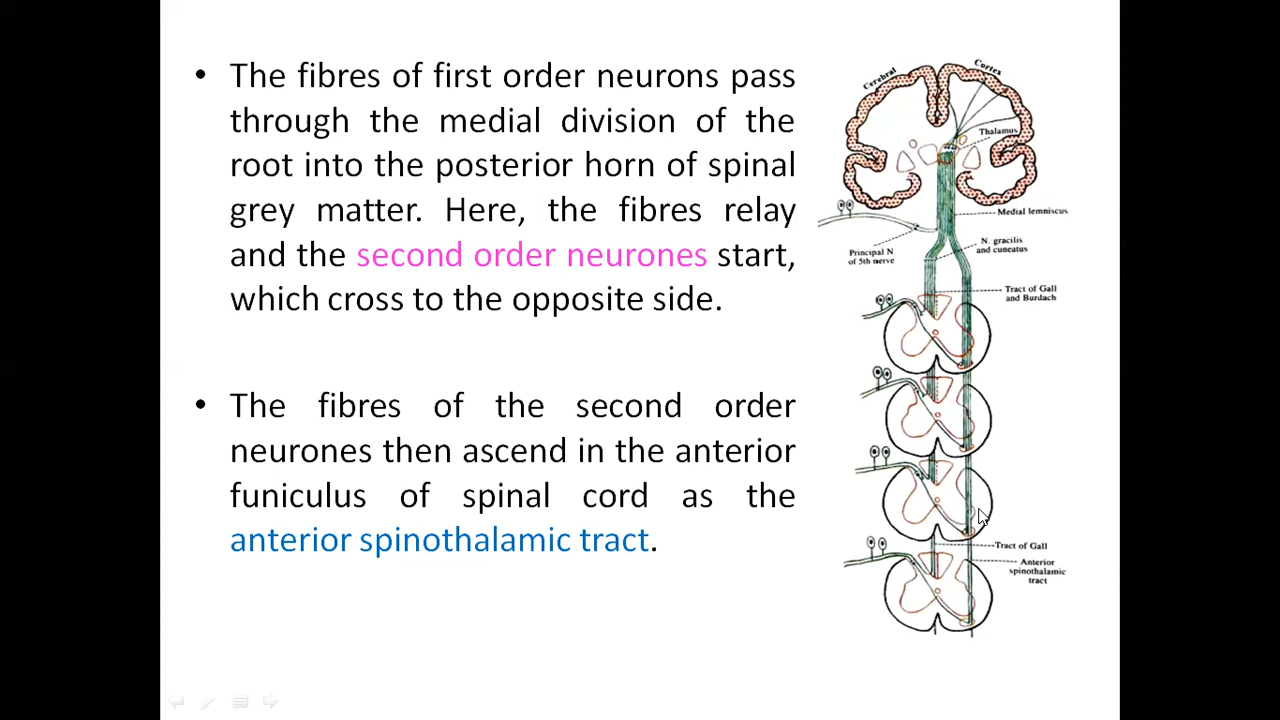 • The fibres of first order neurons pass
through the medial division of the
root into the posterior horn of spinal
grey matter. Here, the fibres relay
and the second order neurones start,
which cross to the opposite side.
• The fibres of the second order
neurones then ascend in the anterior
funiculus of spinal cord as the
anterior spinothalamic tract.
Cerebral
Cortex
Thalamus
Medial lemniscus
Principal N
of 5th nerve
N. gracilis
and cuneatus
Tract of Gall
and Burdach
Tract of Gall
Anterior
spinothalamic
tract